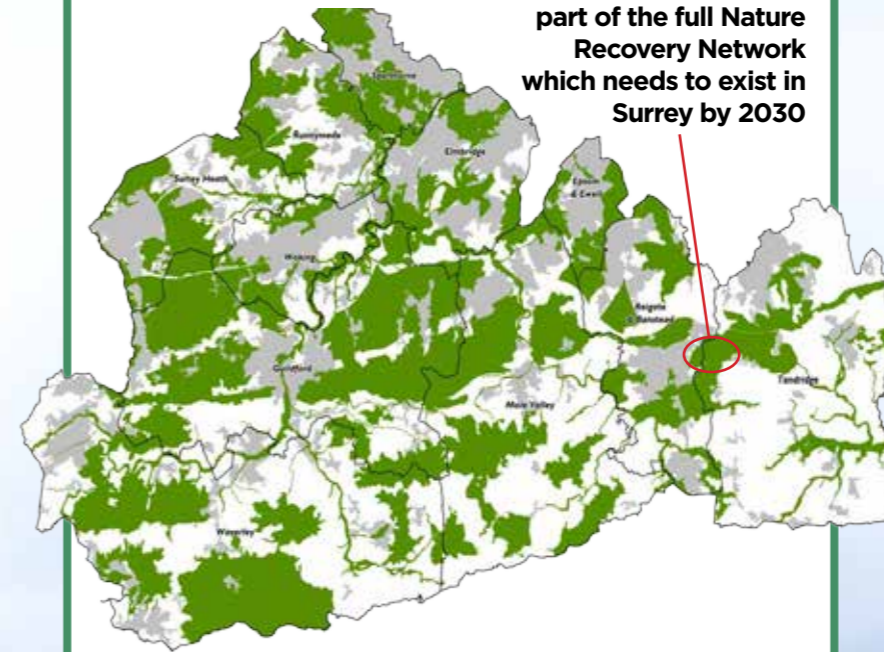 part of the full Nature
Recovery Network
which needs to exist in
Surrey by 2030
Spelthorne
Runnymede
Elmbridge
Surrey Heath
Epsom
& Ewell
Woking
Reigate
& Banstead
Guildford
Tandridge
Mole Valley
Waverley